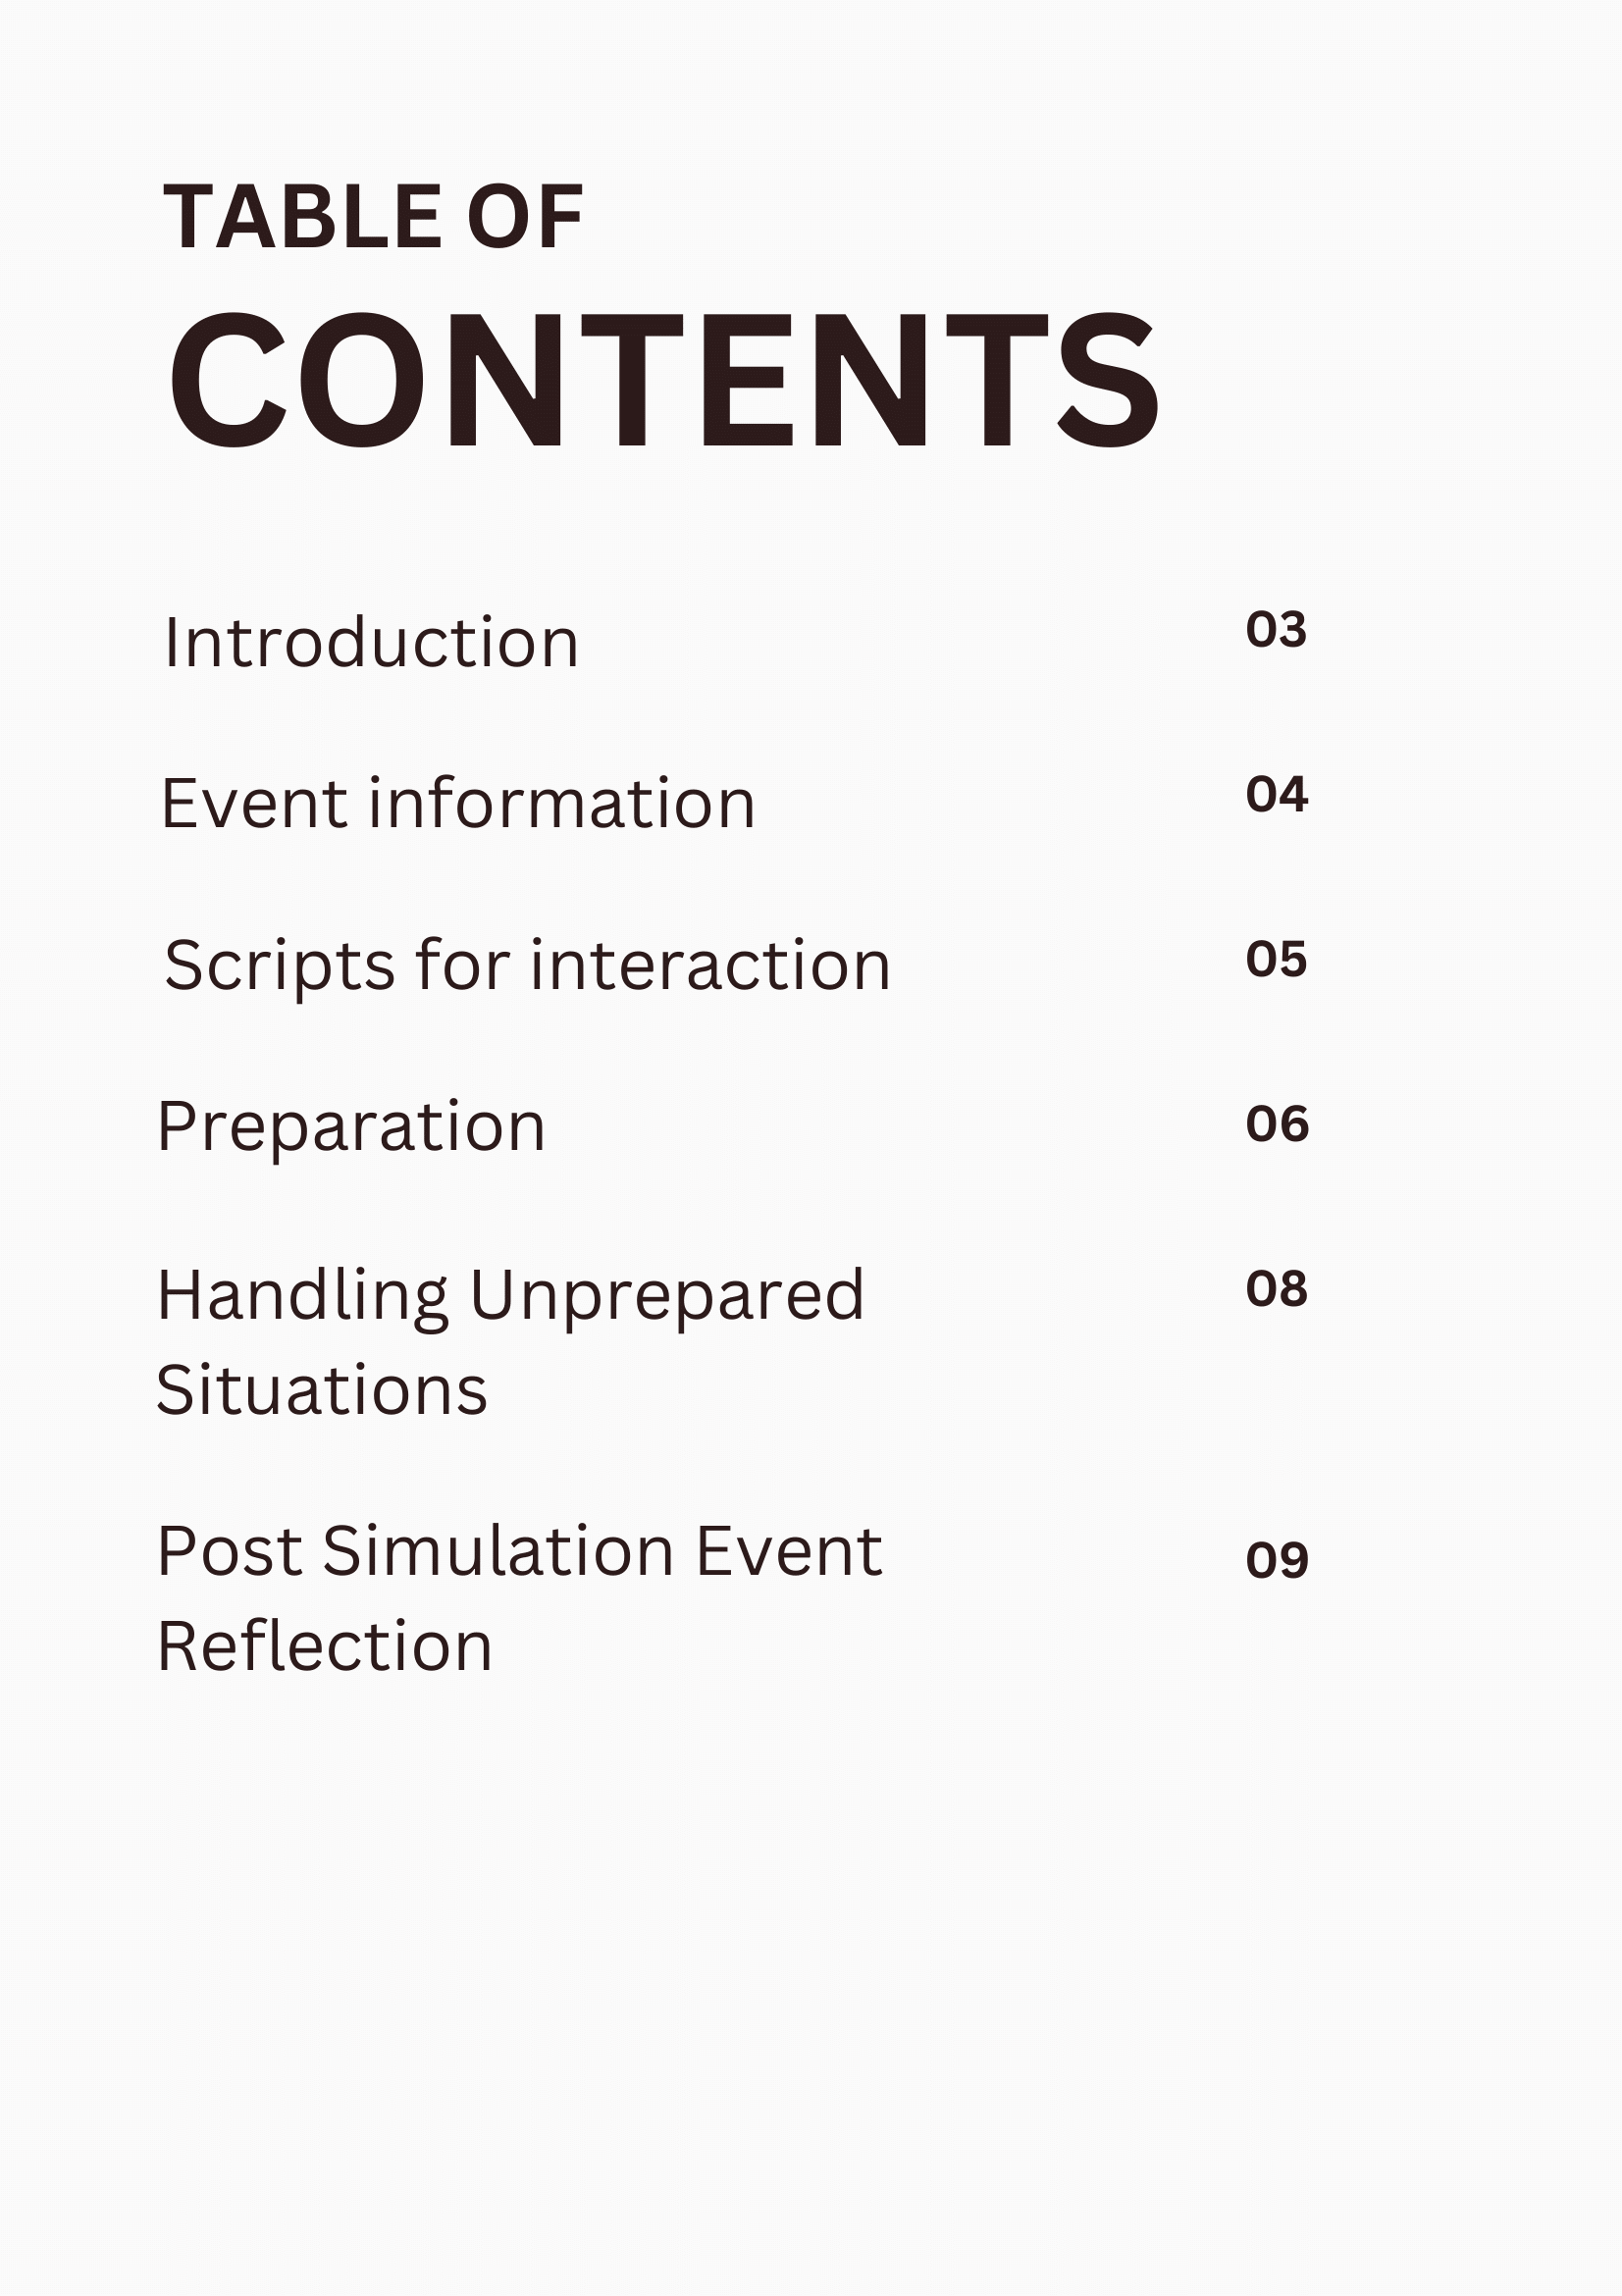 TABLE OF
CONTENTS
Introduction 03
Event information 04
Scripts for interaction 05
Preparation 06
Handling Unprepared 08
Situations
Post Simulation Event 09
Reflection